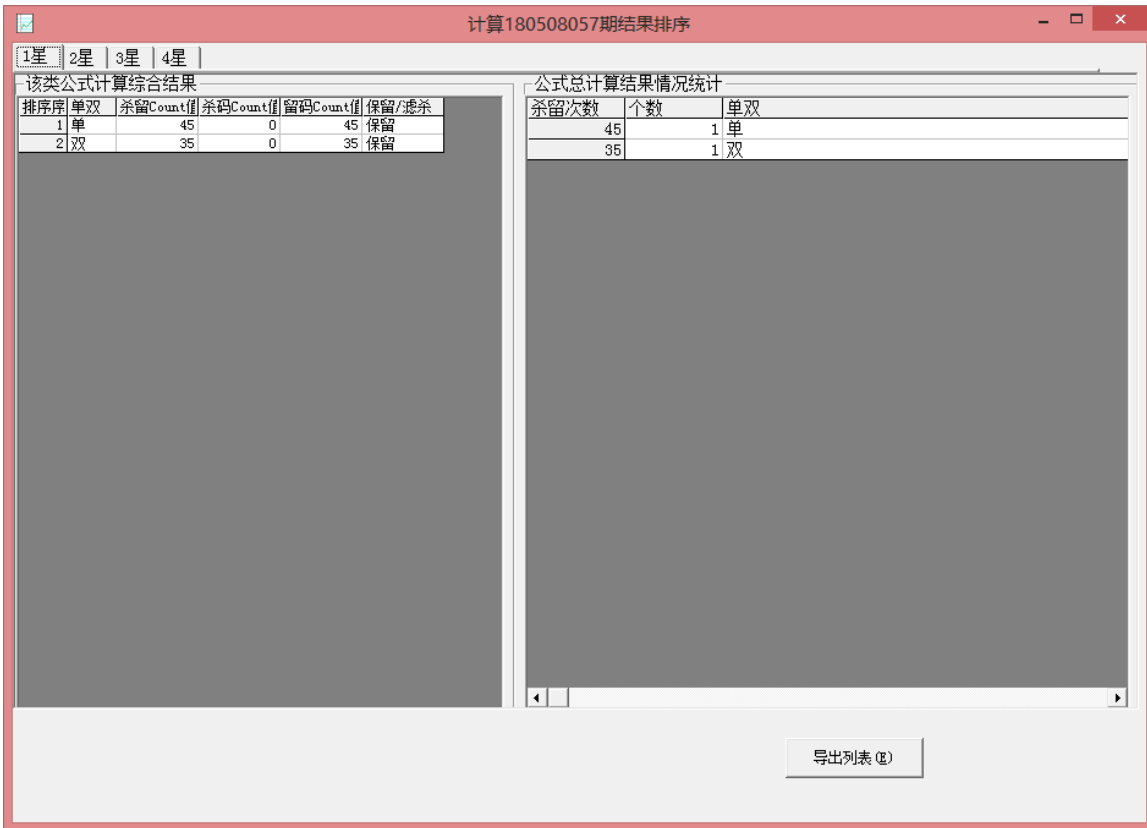 计算180508057期结果排序
1星 2星 3星 4星
该类公式计算综合结果
排序序 单双 杀留Count值 杀码Count值 留码Count值 保留/滤杀
1 单 45 0 45 保留
2 双 35 0 35 保留
公式总计算结果情况统计
杀留次数 个数 单双
45 1 单
35 1 双
导出列表(E)